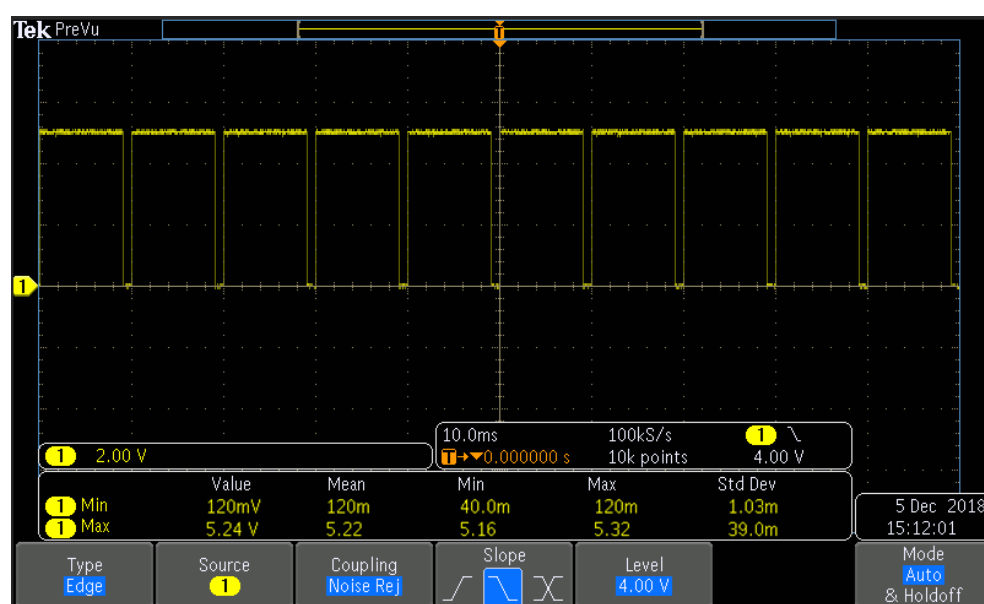 Tek PreVu
T
1
10.0ms 100kS/s 1
1 2.00 V T→▼0.000000 s 10k points 4.00 V
Value Mean Min Max Std Dev
1 Min 120mV 120m 40.0m 120m 1.03m
1 Max 5.24 V 5.22 5.16 5.32 39.0m
5 Dec 2018
15:12:01
Type Source Coupling Slope Level Mode
Edge 1 Noise Rej 4.00 V Auto
& Holdoff